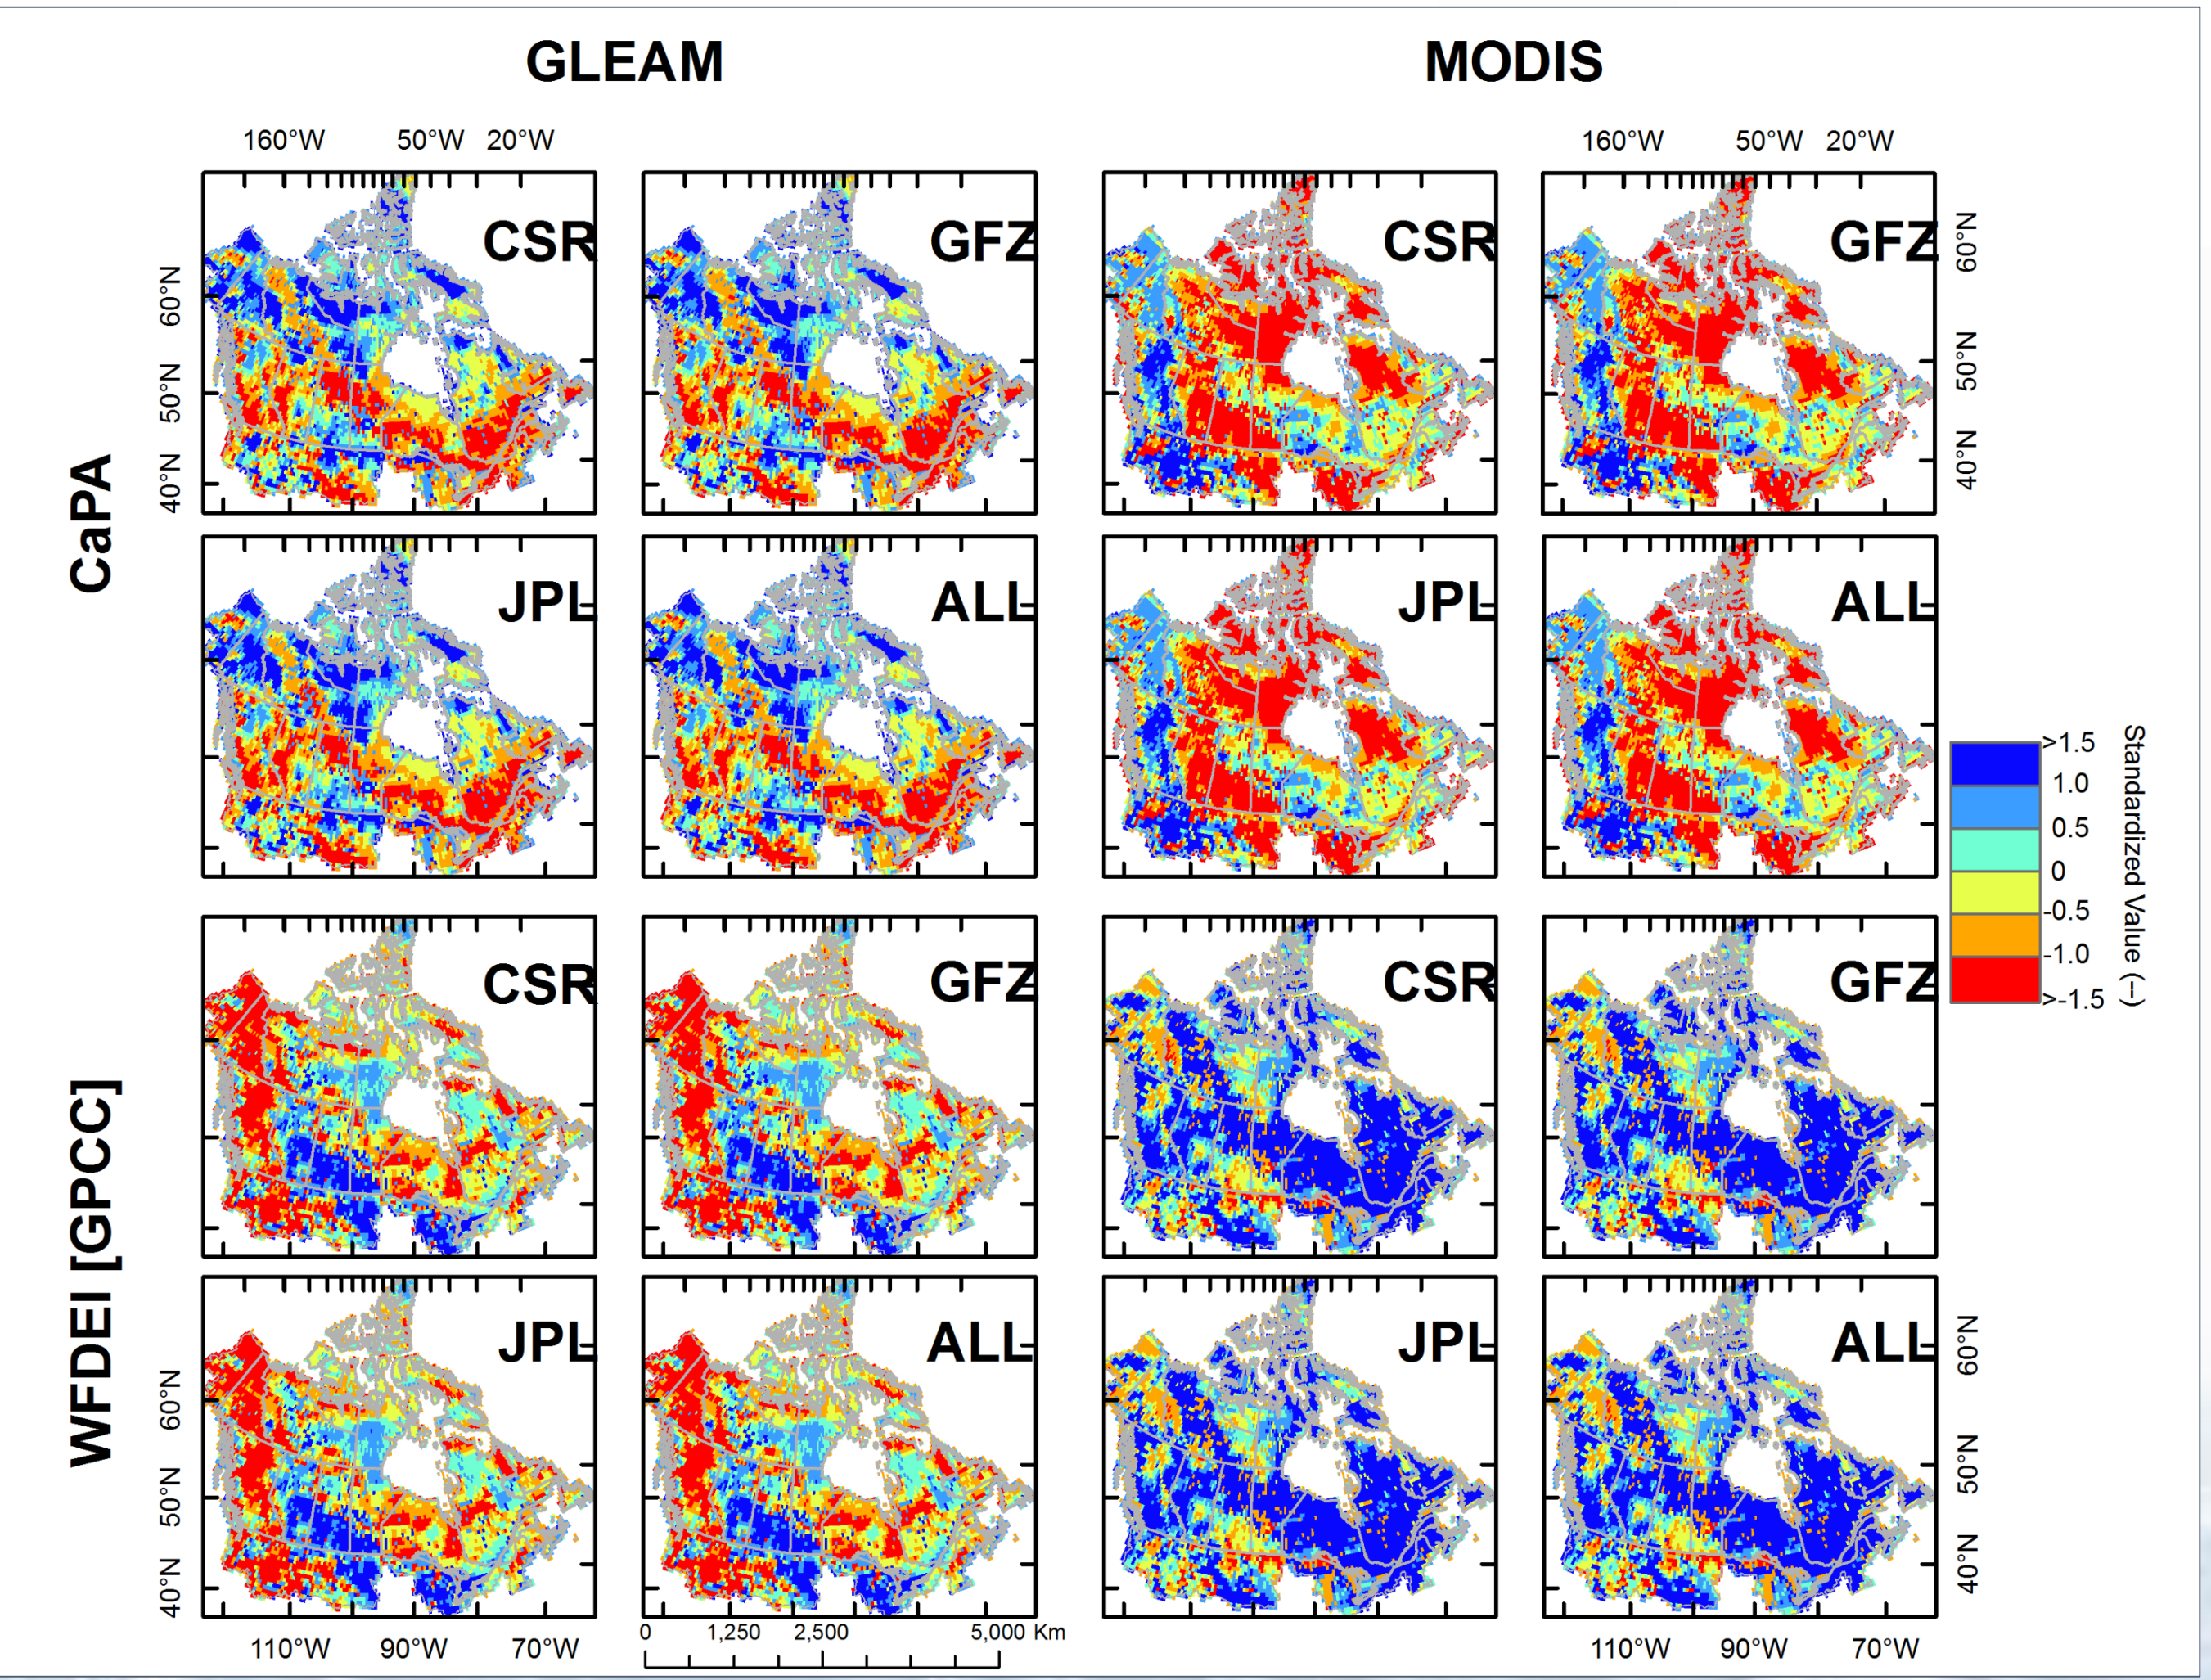 GLEAM MODIS
160°W 50°W 20°W 160°W 50°W 20°W
CaPA
60°N
50°N
40°N
CSR GFZ CSR GFZ
60°N
50°N
40°N
JPL ALL JPL ALL
>1.5
1.0
0.5
0
-0.5
-1.0
>-1.5
Standardized Value (--)
WFDEI [GPCC]
CSR GFZ CSR GFZ
60°N
50°N
40°N
JPL ALL JPL ALL
60°N
50°N
40°N
110°W 90°W 70°W 0 1,250 2,500 5,000 Km 110°W 90°W 70°W